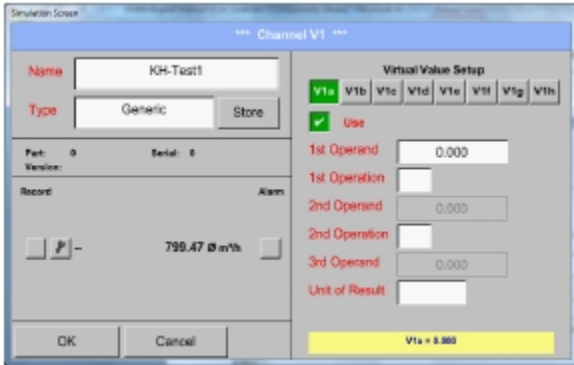 Simulation Screen
*** Channel V1 ***
Name
KH-Test1
Type
Generic
Store
Part: 0 Serial: 0
Version:
Record Alarm
-- 799.47 Ø m³/h
OK
Cancel
Virtual Value Setup
V1a V1b V1c V1d V1e V1f V1g V1h
Use
1st Operand 0.000
1st Operation
2nd Operand 0.000
2nd Operation
3rd Operand 0.000
Unit of Result
V1a = 0.000